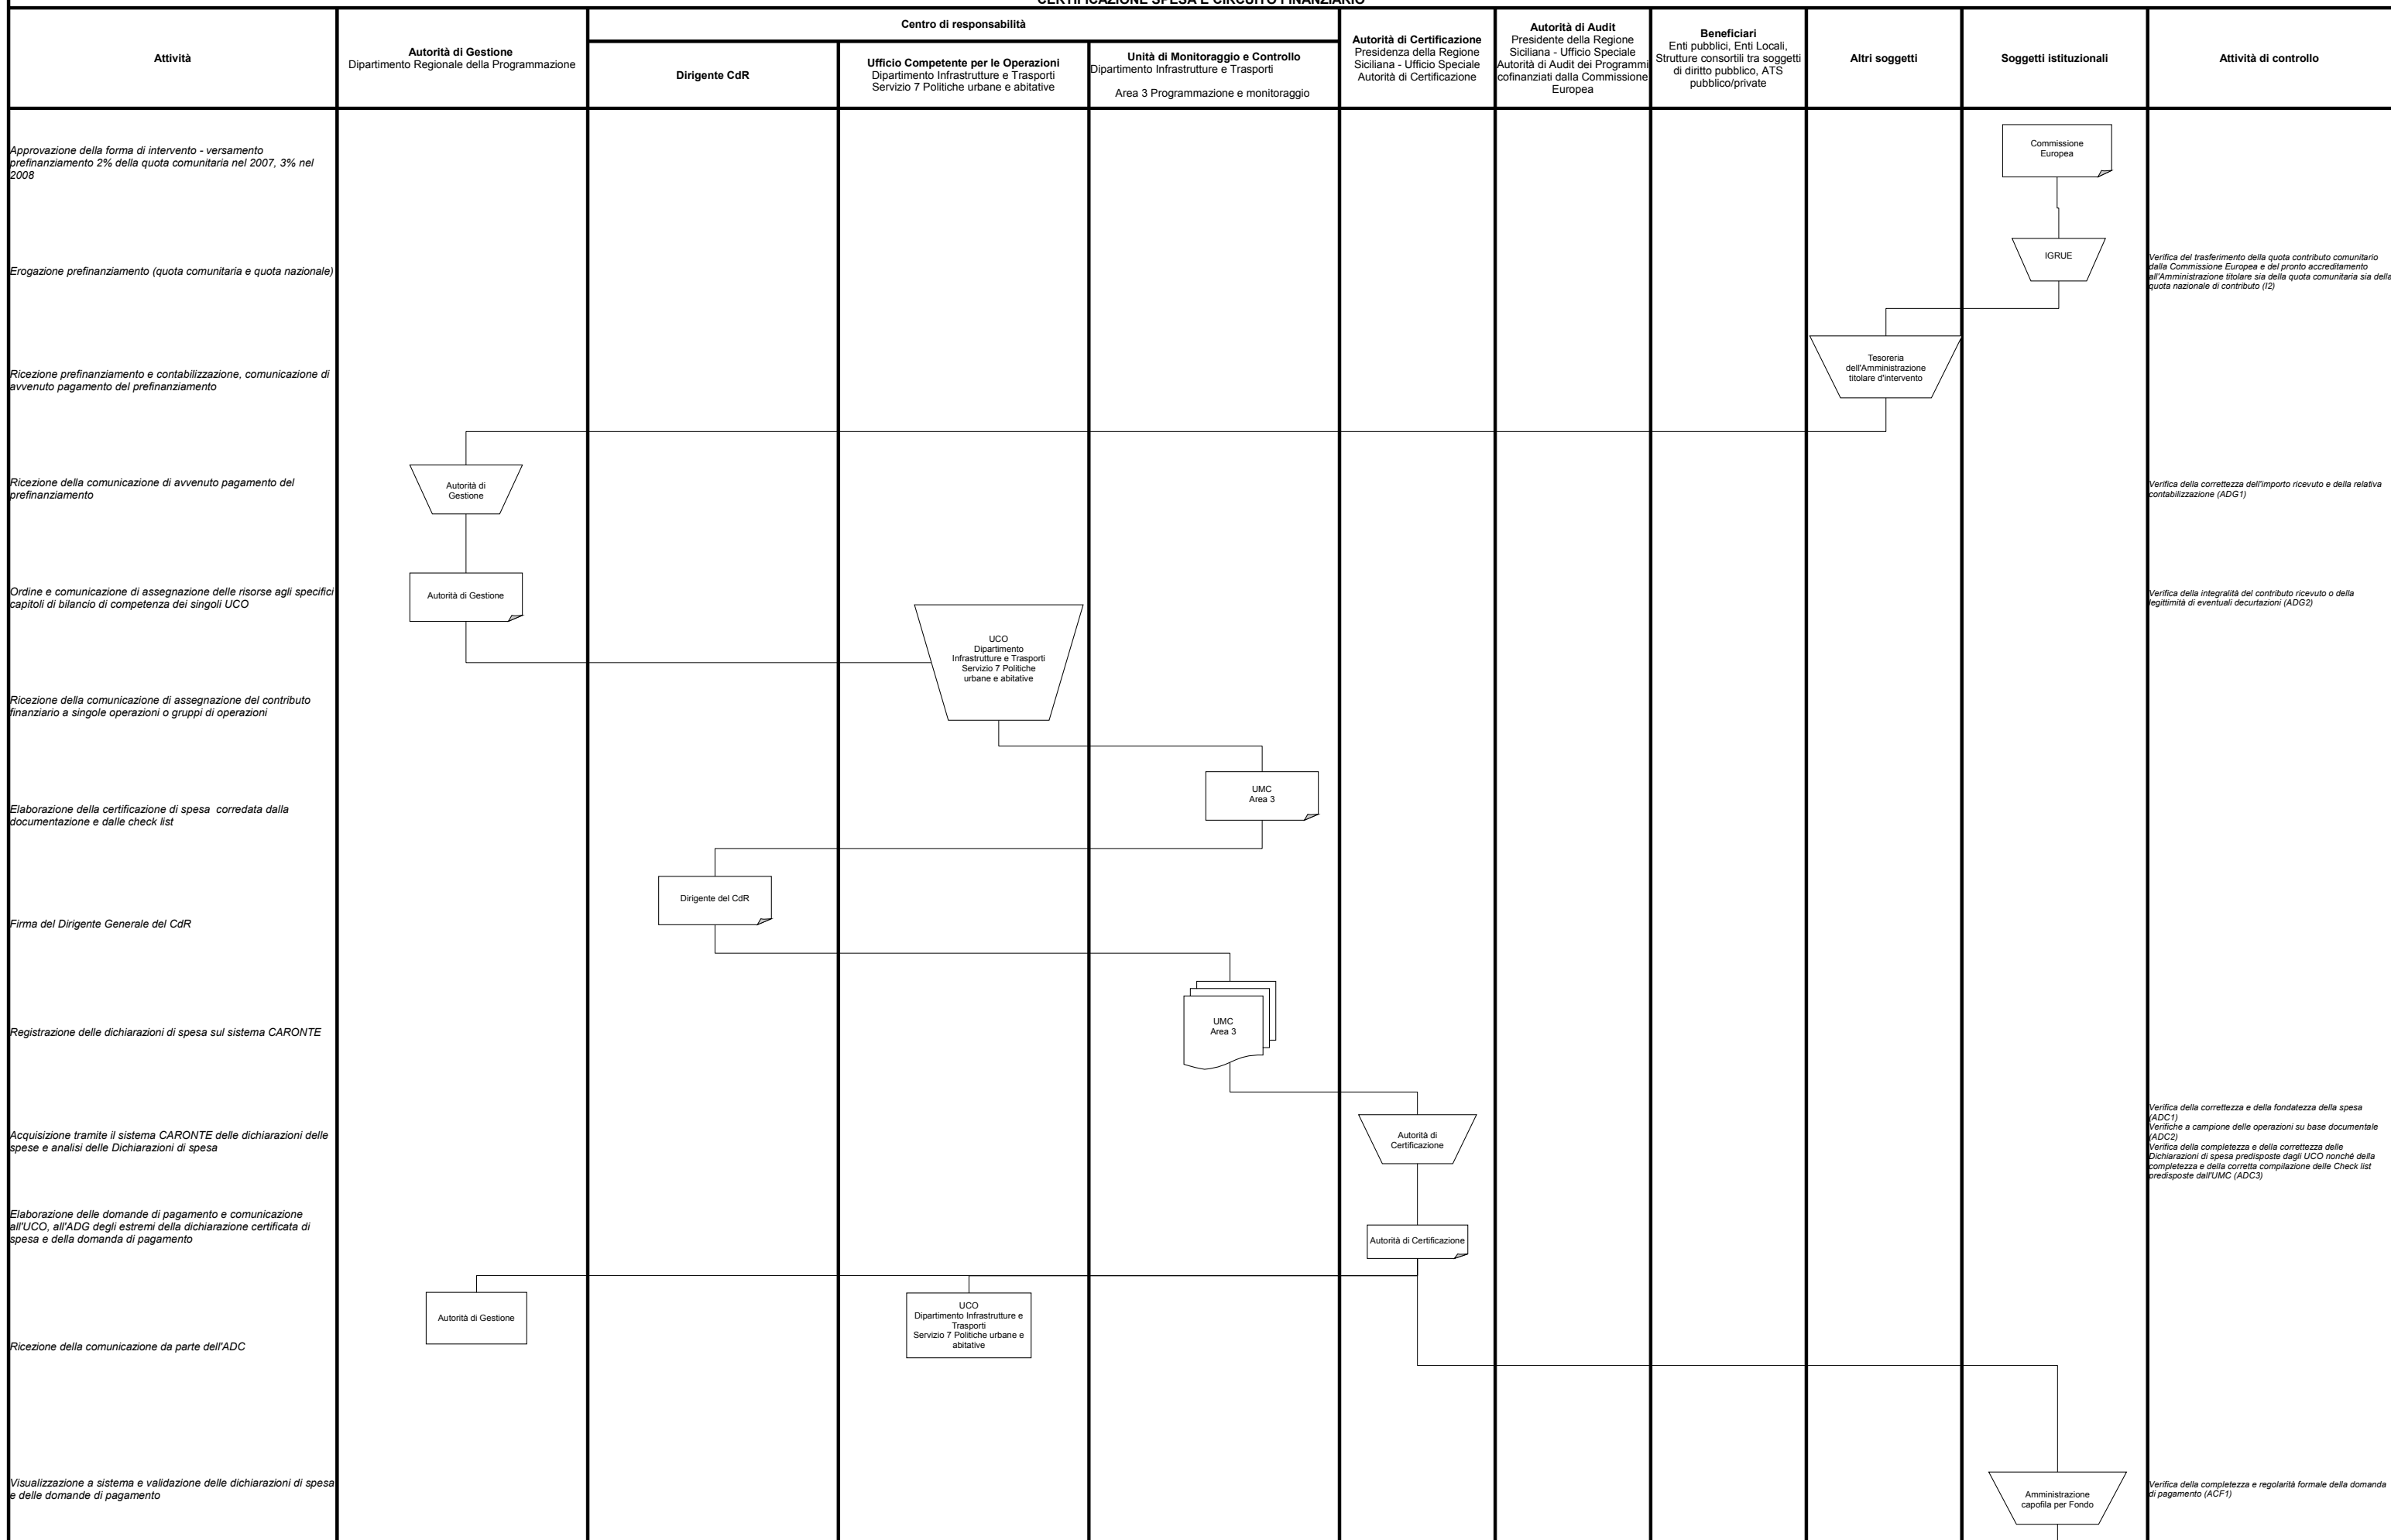 CERTIFICAZIONE SPESA E CIRCUITO FINANZIARIO
Attività
Autorità di Gestione
Dipartimento Regionale della Programmazione
Centro di responsabilità
Dirigente CdR
Ufficio Competente per le Operazioni
Dipartimento Infrastrutture e Trasporti
Servizio 7 Politiche urbane e abitative
Unità di Monitoraggio e Controllo
Dipartimento Infrastrutture e Trasporti
Area 3 Programmazione e monitoraggio
Autorità di Certificazione
Presidenza della Regione
Siciliana - Ufficio Speciale
Autorità di Certificazione
Autorità di Audit
Presidente della Regione
Siciliana - Ufficio Speciale
Autorità di Audit dei Programmi
cofinanziati dalla Commissione
Europea
Beneficiari
Enti pubblici, Enti Locali,
Strutture consortili tra soggetti
di diritto pubblico, ATS
pubblico/private
Altri soggetti
Soggetti istituzionali
Attività di controllo
Approvazione della forma di intervento - versamento
prefinanziamento 2% della quota comunitaria nel 2007, 3% nel
2008
Commissione
Europea
Erogazione prefinanziamento (quota comunitaria e quota nazionale)
IGRUE
Verifica del trasferimento della quota contributo comunitario
dalla Commissione Europea e del pronto accreditamento
all'Amministrazione titolare sia della quota comunitaria sia della
quota nazionale di contributo (I2)
Ricezione prefinanziamento e contabilizzazione, comunicazione di
avvenuto pagamento del prefinanziamento
Tesoreria
dell'Amministrazione
titolare d'intervento
Ricezione della comunicazione di avvenuto pagamento del
prefinanziamento
Autorità di
Gestione
Verifica della correttezza dell'importo ricevuto e della relativa
contabilizzazione (ADG1)
Ordine e comunicazione di assegnazione delle risorse agli specifici
capitoli di bilancio di competenza dei singoli UCO
Autorità di Gestione
Verifica della integralità del contributo ricevuto o della
legittimità di eventuali decurtazioni (ADG2)
UCO
Dipartimento
Infrastrutture e Trasporti
Servizio 7 Politiche
urbane e abitative
Ricezione della comunicazione di assegnazione del contributo
finanziario a singole operazioni o gruppi di operazioni
Elaborazione della certificazione di spesa  corredata dalla
documentazione e dalle check list
UMC
Area 3
Firma del Dirigente Generale del CdR
Dirigente del CdR
Registrazione delle dichiarazioni di spesa sul sistema CARONTE
UMC
Area 3
Acquisizione tramite il sistema CARONTE delle dichiarazioni delle
spese e analisi delle Dichiarazioni di spesa
Autorità di
Certificazione
Verifica della correttezza e della fondatezza della spesa
(ADC1)
Verifiche a campione delle operazioni su base documentale
(ADC2)
Verifica della completezza e della correttezza delle
Dichiarazioni di spesa predisposte dagli UCO nonché della
completezza e della corretta compilazione delle Check list
predisposte dall'UMC (ADC3)
Elaborazione delle domande di pagamento e comunicazione
all'UCO, all'ADG degli estremi della dichiarazione certificata di
spesa e della domanda di pagamento
Autorità di Certificazione
Ricezione della comunicazione da parte dell'ADC
Autorità di Gestione
UCO
Dipartimento Infrastrutture e
Trasporti
Servizio 7 Politiche urbane e
abitative
Visualizzazione a sistema e validazione delle dichiarazioni di spesa
e delle domande di pagamento
Amministrazione
capofila per Fondo
Verifica della completezza e regolarità formale della domanda
di pagamento (ACF1)